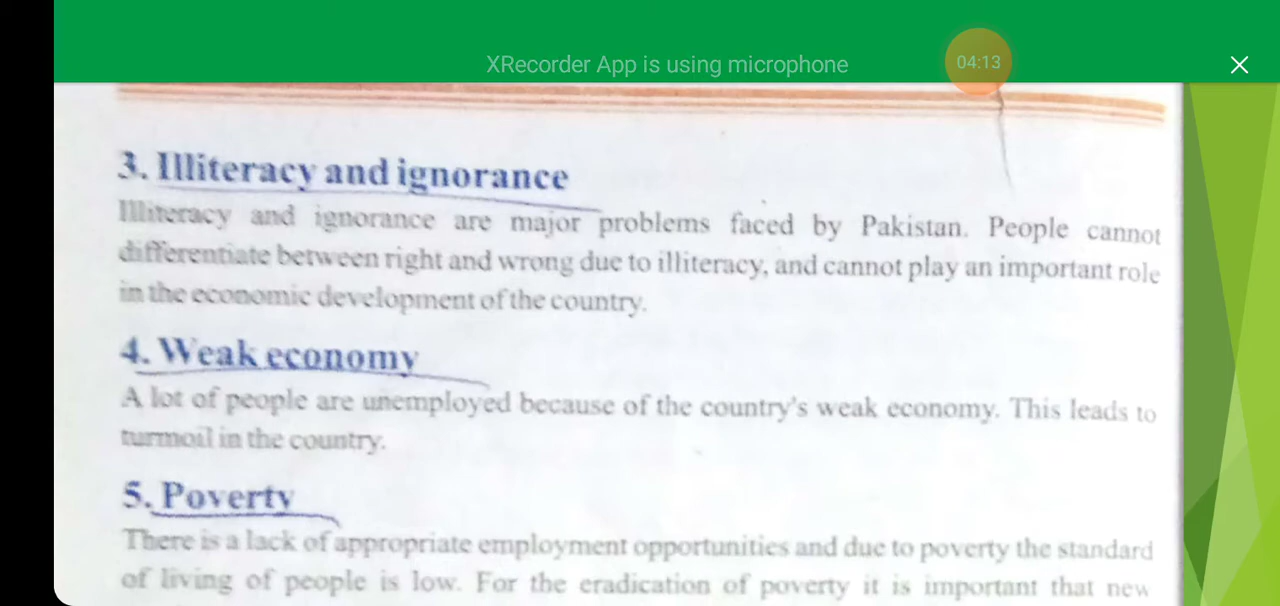 XRecorder App is using microphone
04:13
3. Illiteracy and ignorance
Illiteracy and ignorance are major problems faced by Pakistan. People cannot
differentiate between right and wrong due to illiteracy, and cannot play an important role
in the economic development of the country.
4. Weak economy
A lot of people are unemployed because of the country's weak economy. This leads to
turmoil in the country.
5. Poverty
There is a lack of appropriate employment opportunities and due to poverty the standard
of living of people is low. For the eradication of poverty it is important that new